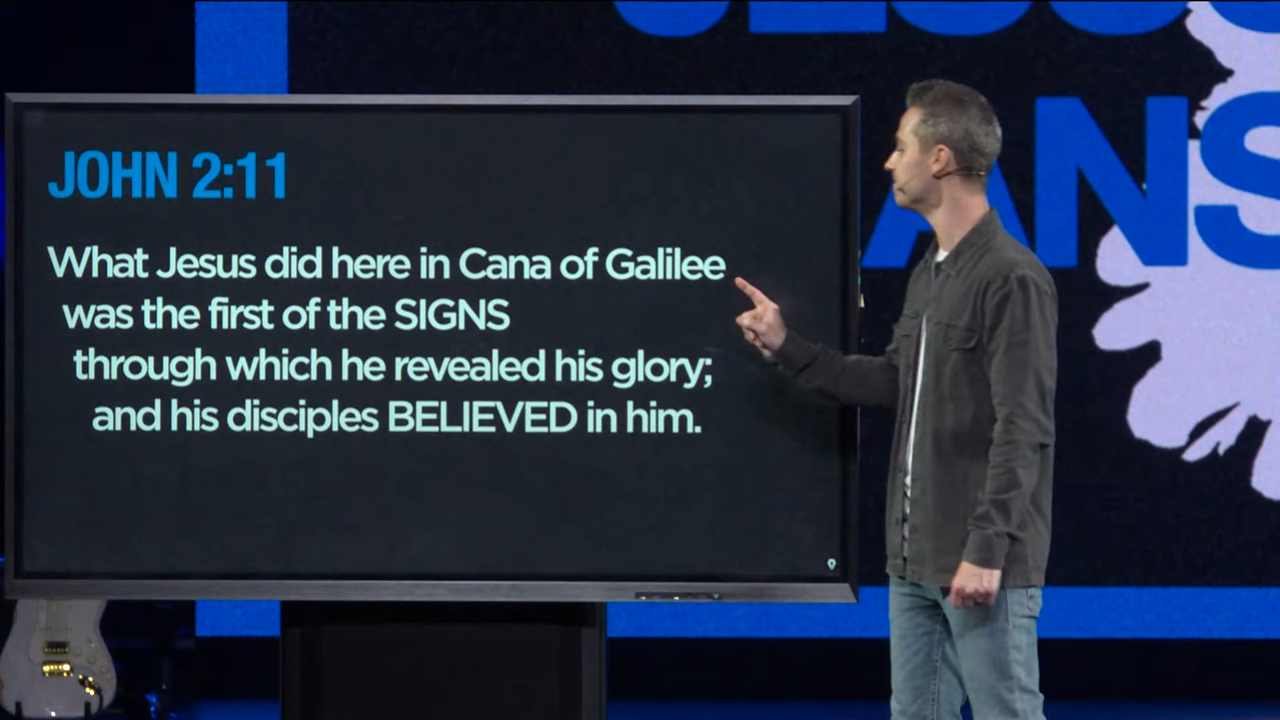 JOHN 2:11
What Jesus did here in Cana of Galilee
was the first of the SIGNS
through which he revealed his glory;
and his disciples BELIEVED in him.